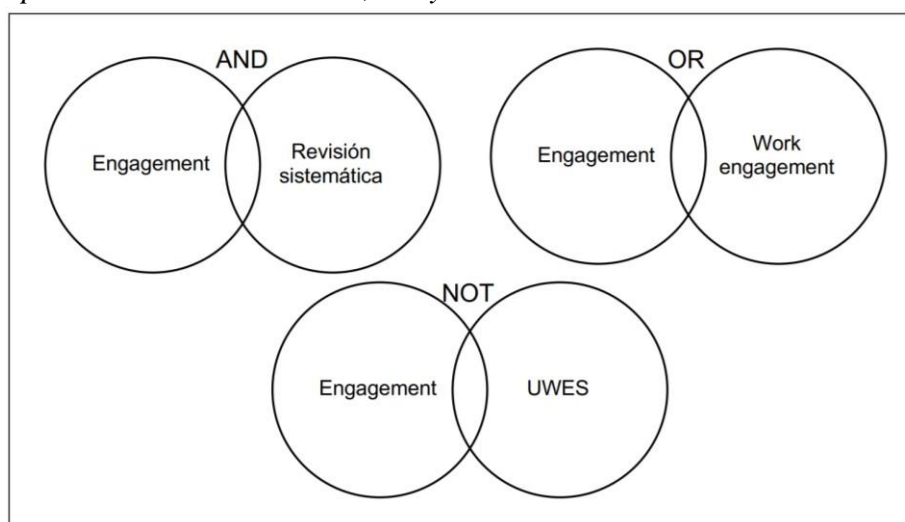 AND
Engagement
Revisión
sistemática
OR
Engagement
Work
engagement
NOT
Engagement
UWES